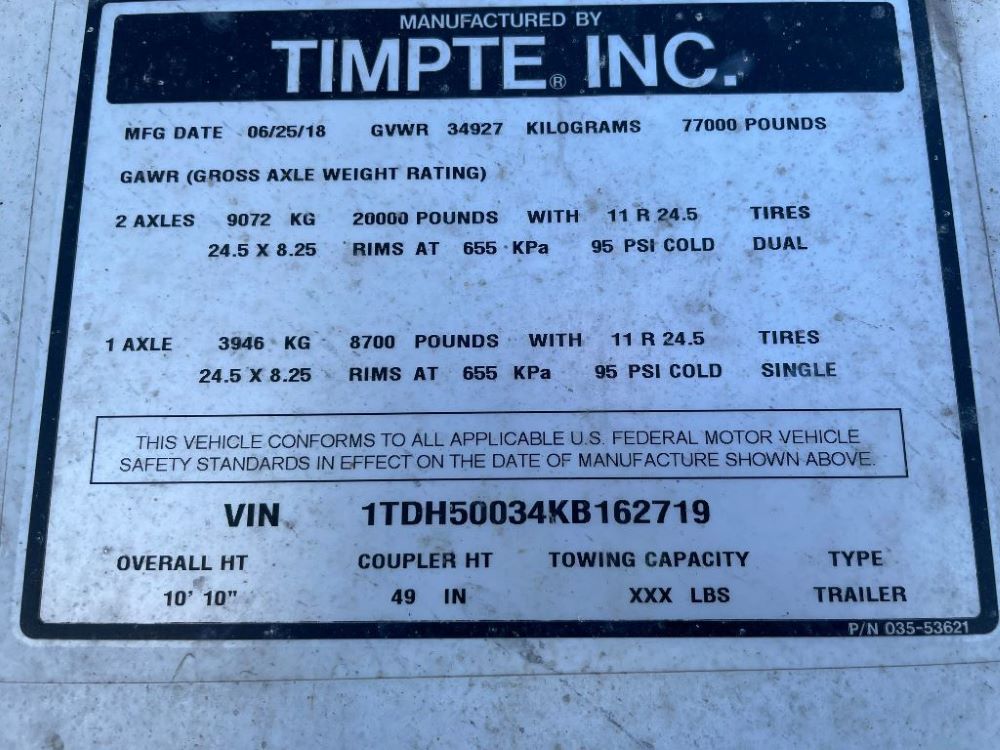 MANUFACTURED BY
TIMPTE® INC.
MFG DATE 06/25/18 GVWR 34927 KILOGRAMS 77000 POUNDS
GAWR (GROSS AXLE WEIGHT RATING)
2 AXLES 9072 KG 20000 POUNDS WITH 11 R 24.5 TIRES
24.5 X 8.25 RIMS AT 655 KPa 95 PSI COLD DUAL
1 AXLE 3946 KG 8700 POUNDS WITH 11 R 24.5 TIRES
24.5 X 8.25 RIMS AT 655 KPa 95 PSI COLD SINGLE
THIS VEHICLE CONFORMS TO ALL APPLICABLE U.S. FEDERAL MOTOR VEHICLE
SAFETY STANDARDS IN EFFECT ON THE DATE OF MANUFACTURE SHOWN ABOVE.
VIN 1TDH50034KB162719
OVERALL HT COUPLER HT TOWING CAPACITY TYPE
10' 10" 49 IN XXX LBS TRAILER
P/N 035-53621